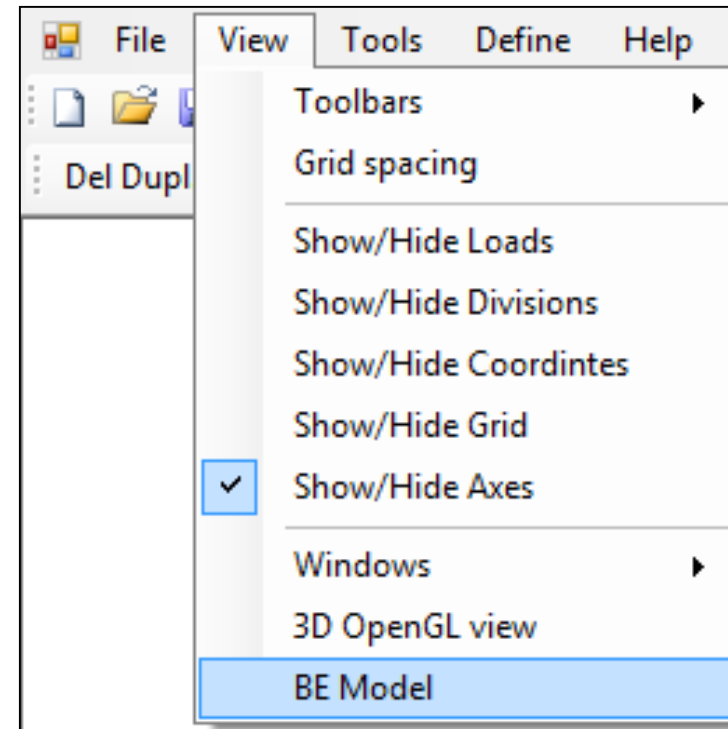 File View Tools Define Help
Toolbars
Del Dupl
Grid spacing
Show/Hide Loads
Show/Hide Divisions
Show/Hide Coordintes
Show/Hide Grid
Show/Hide Axes
Windows
3D OpenGL view
BE Model